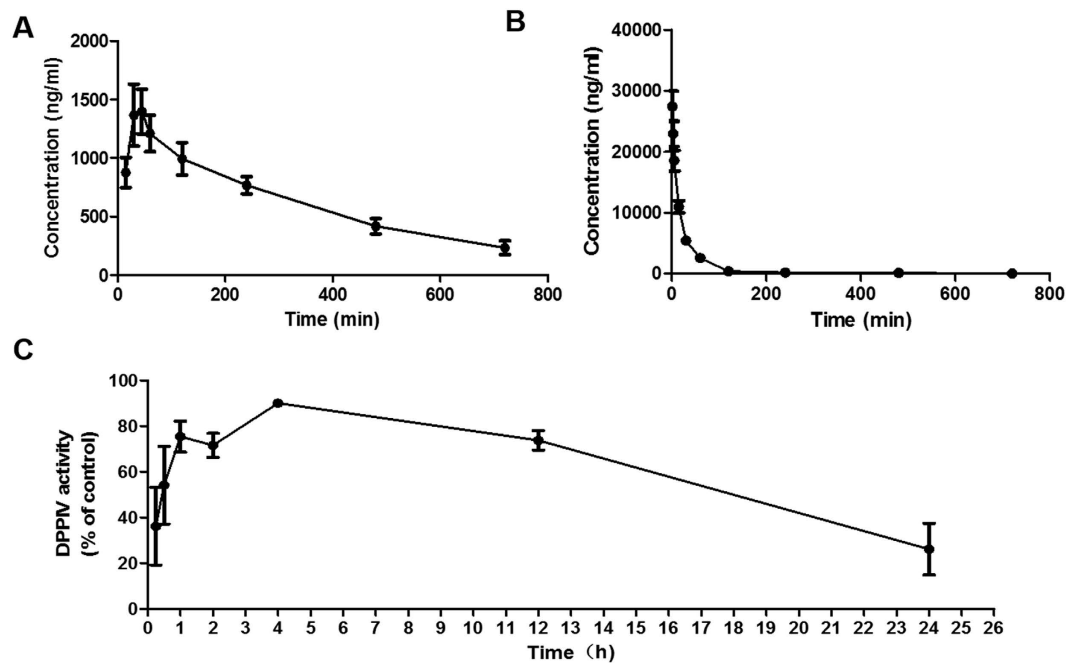 A
Concentration (ng/ml)
2000
1500
1000
500
0
0 200 400 600 800
Time (min)
B
Concentration (ng/ml)
40000
30000
20000
10000
0
0 200 400 600 800
Time (min)
C
DPPIV activity
(% of control)
100
80
60
40
20
0
0 1 2 3 4 5 6 7 8 9 10 11 12 13 14 15 16 17 18 19 20 21 22 23 24 25 26
Time（h）